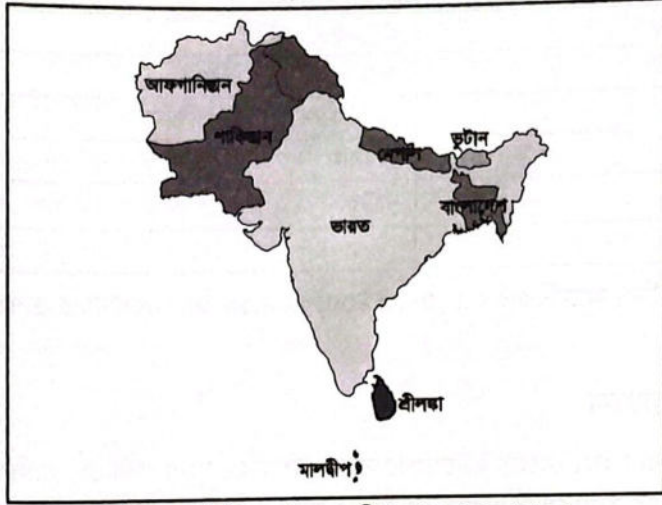 আফগানিস্তান
পাকিস্তান
নেপাল
ভুটান
বাংলাদেশ
ভারত
শ্রীলঙ্কা
মালদ্বীপ